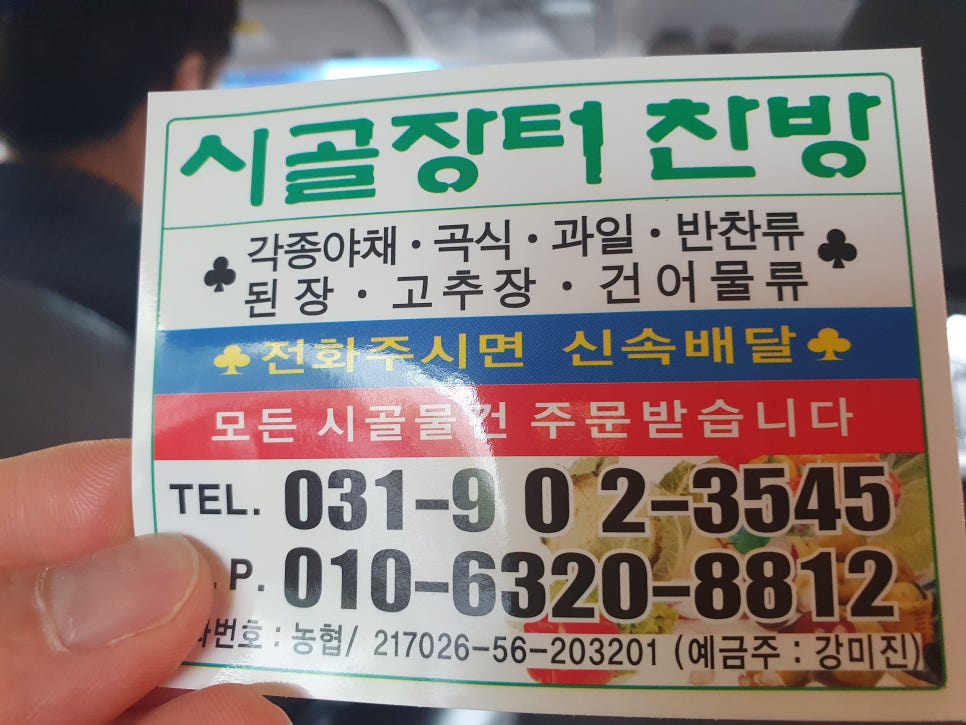 시골장터 찬방
♣ 각종야채 · 곡식 · 과일 · 반찬류 ♣
된장 · 고추장 · 건어물류
♣ 전화주시면 신속배달 ♣
모든 시골물건 주문받습니다
TEL. 031-902-3545
P. 010-6320-8812
번호 : 농협/ 217026-56-203201 (예금주 : 강미진)